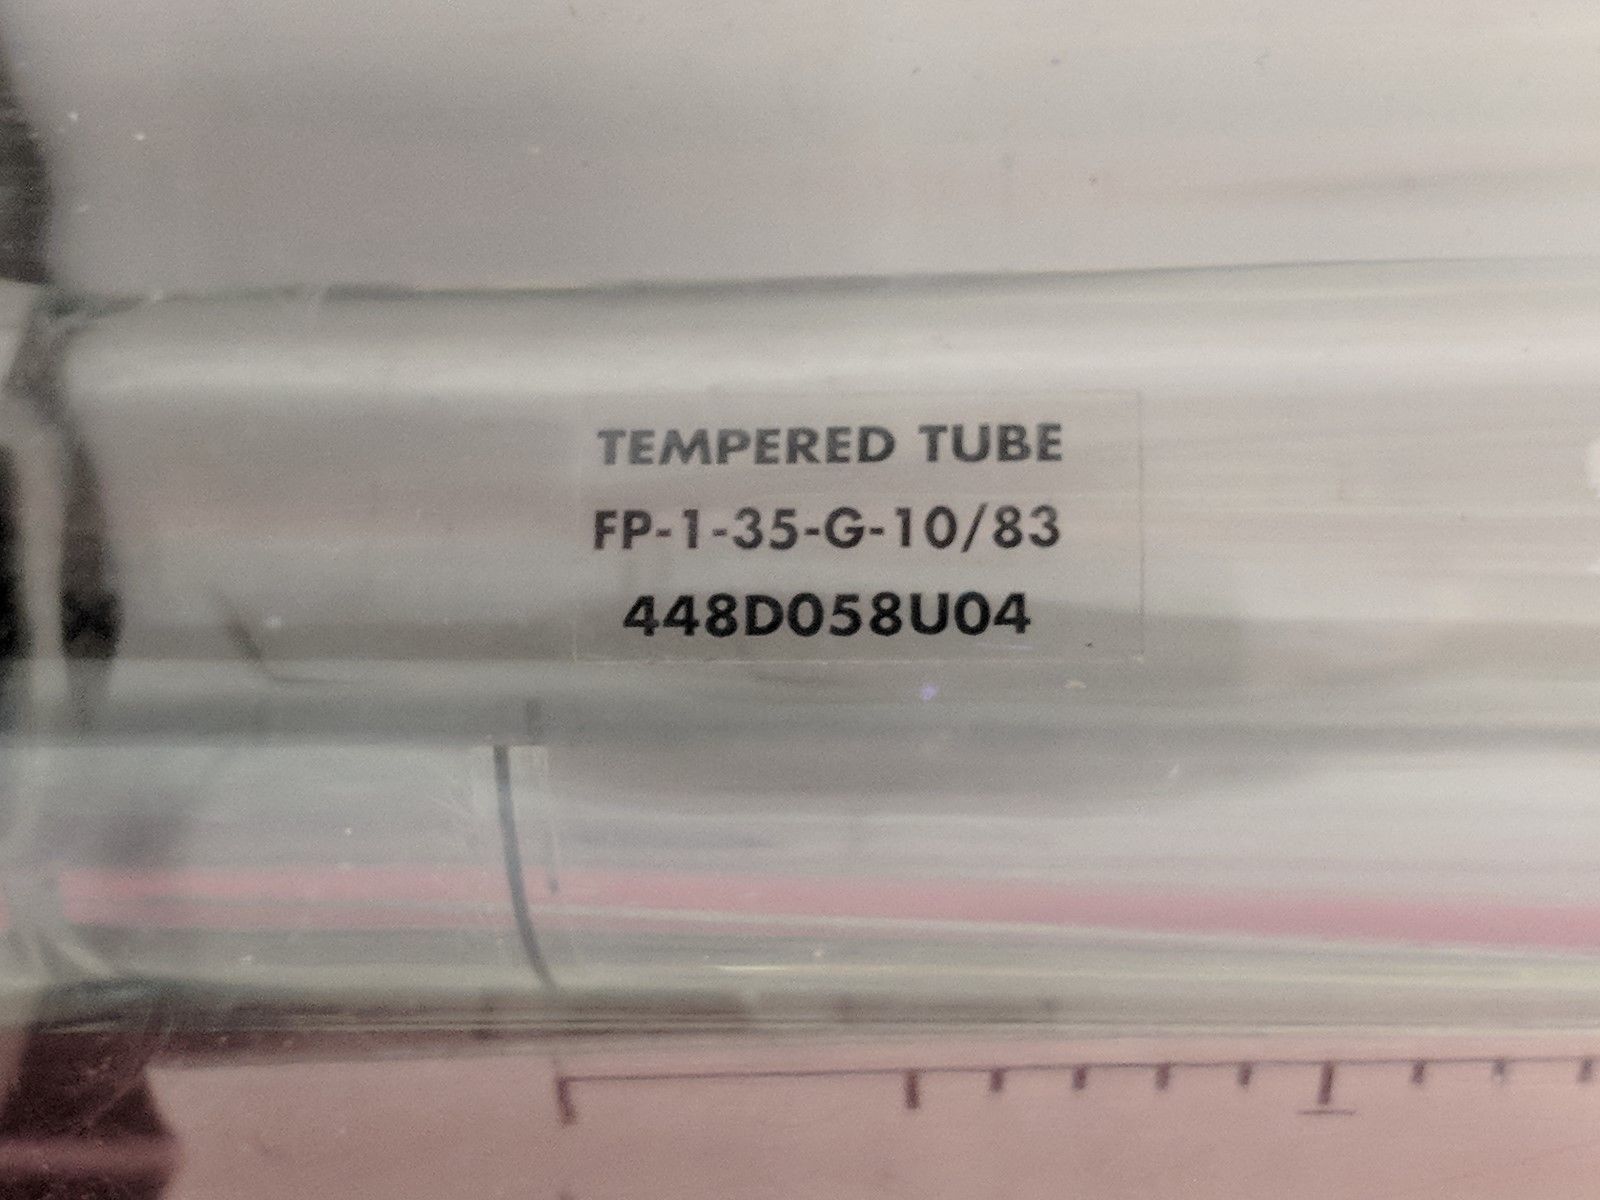 TEMPERED TUBE
FP-1-35-G-10/83
448D058U04